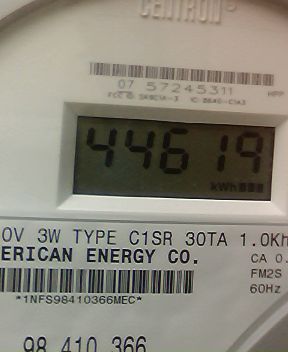 CENTRON
07 57245311
44619
kWh
0V 3W TYPE C1SR 30TA 1.0Kh
ERICAN ENERGY CO.
CA 0.
FM2S
*1NFS98410366MEC*
60Hz
98 410 366